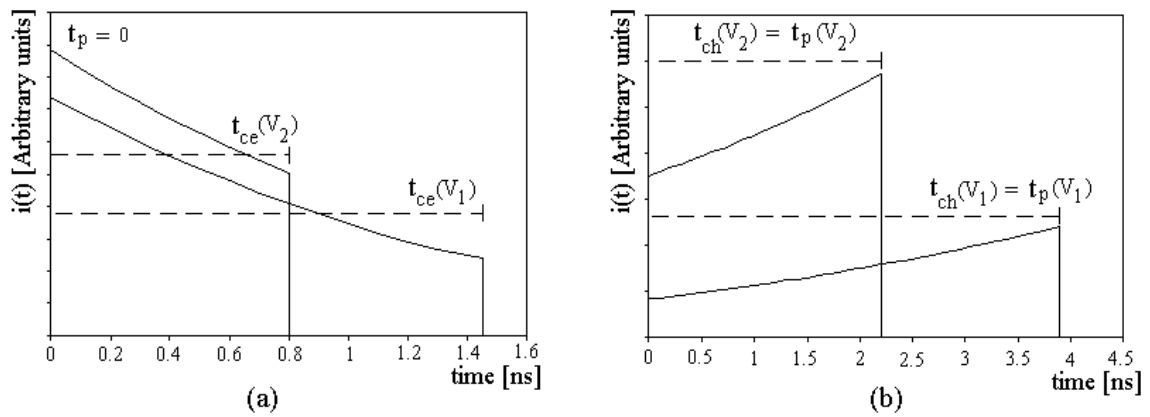 i(t) [Arbitrary units]
t_p = 0
t_ce(V_2)
t_ce(V_1)
0 0.2 0.4 0.6 0.8 1 1.2 1.4 1.6
time [ns]
(a)
i(t) [Arbitrary units]
t_ch(V_2) = t_p(V_2)
t_ch(V_1) = t_p(V_1)
0 0.5 1 1.5 2 2.5 3 3.5 4 4.5
time [ns]
(b)